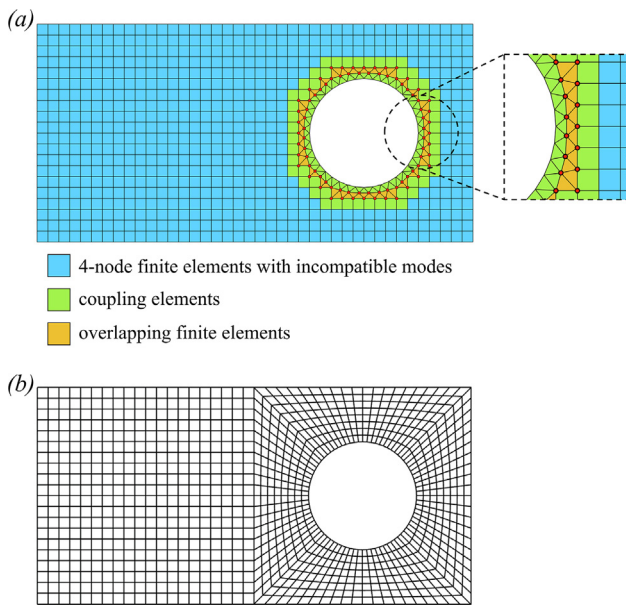 (a)
4-node finite elements with incompatible modes
coupling elements
overlapping finite elements
(b)